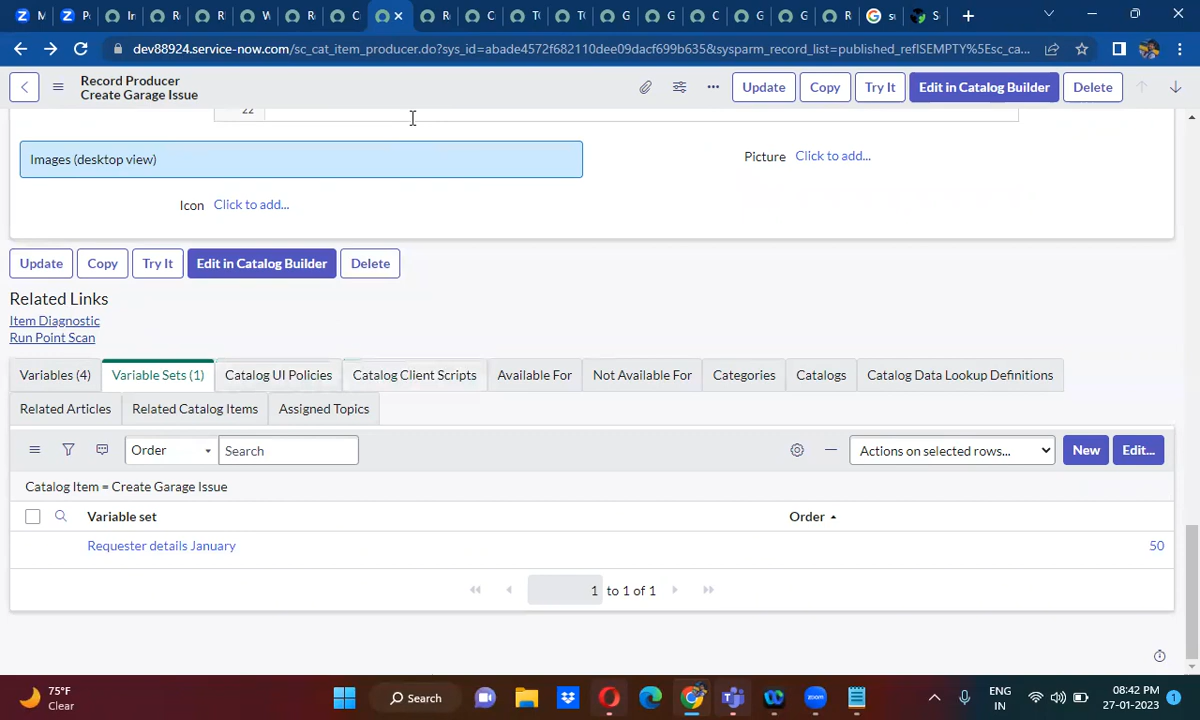 M
P
In
R
R
W
R
C
R
C
T(
T(
G
G
C
G
G
R
su
S
dev88924.service-now.com/sc_cat_item_producer.do?sys_id=abade4572f682110dee09dacf699b635&sysparm_record_list=published_refISEMPTY%5Esc_ca...
Record Producer
Create Garage Issue
Update Copy Try It Edit in Catalog Builder Delete
22
Images (desktop view)
Picture Click to add...
Icon Click to add...
Update Copy Try It Edit in Catalog Builder Delete
Related Links
Item Diagnostic
Run Point Scan
Variables (4) Variable Sets (1) Catalog UI Policies Catalog Client Scripts Available For Not Available For Categories Catalogs Catalog Data Lookup Definitions
Related Articles Related Catalog Items Assigned Topics
Order Search Actions on selected rows... New Edit...
Catalog Item = Create Garage Issue
Variable set Order
Requester details January 50
1 to 1 of 1
75°F
Clear
Search
ENG
IN
08:42 PM
27-01-2023
1